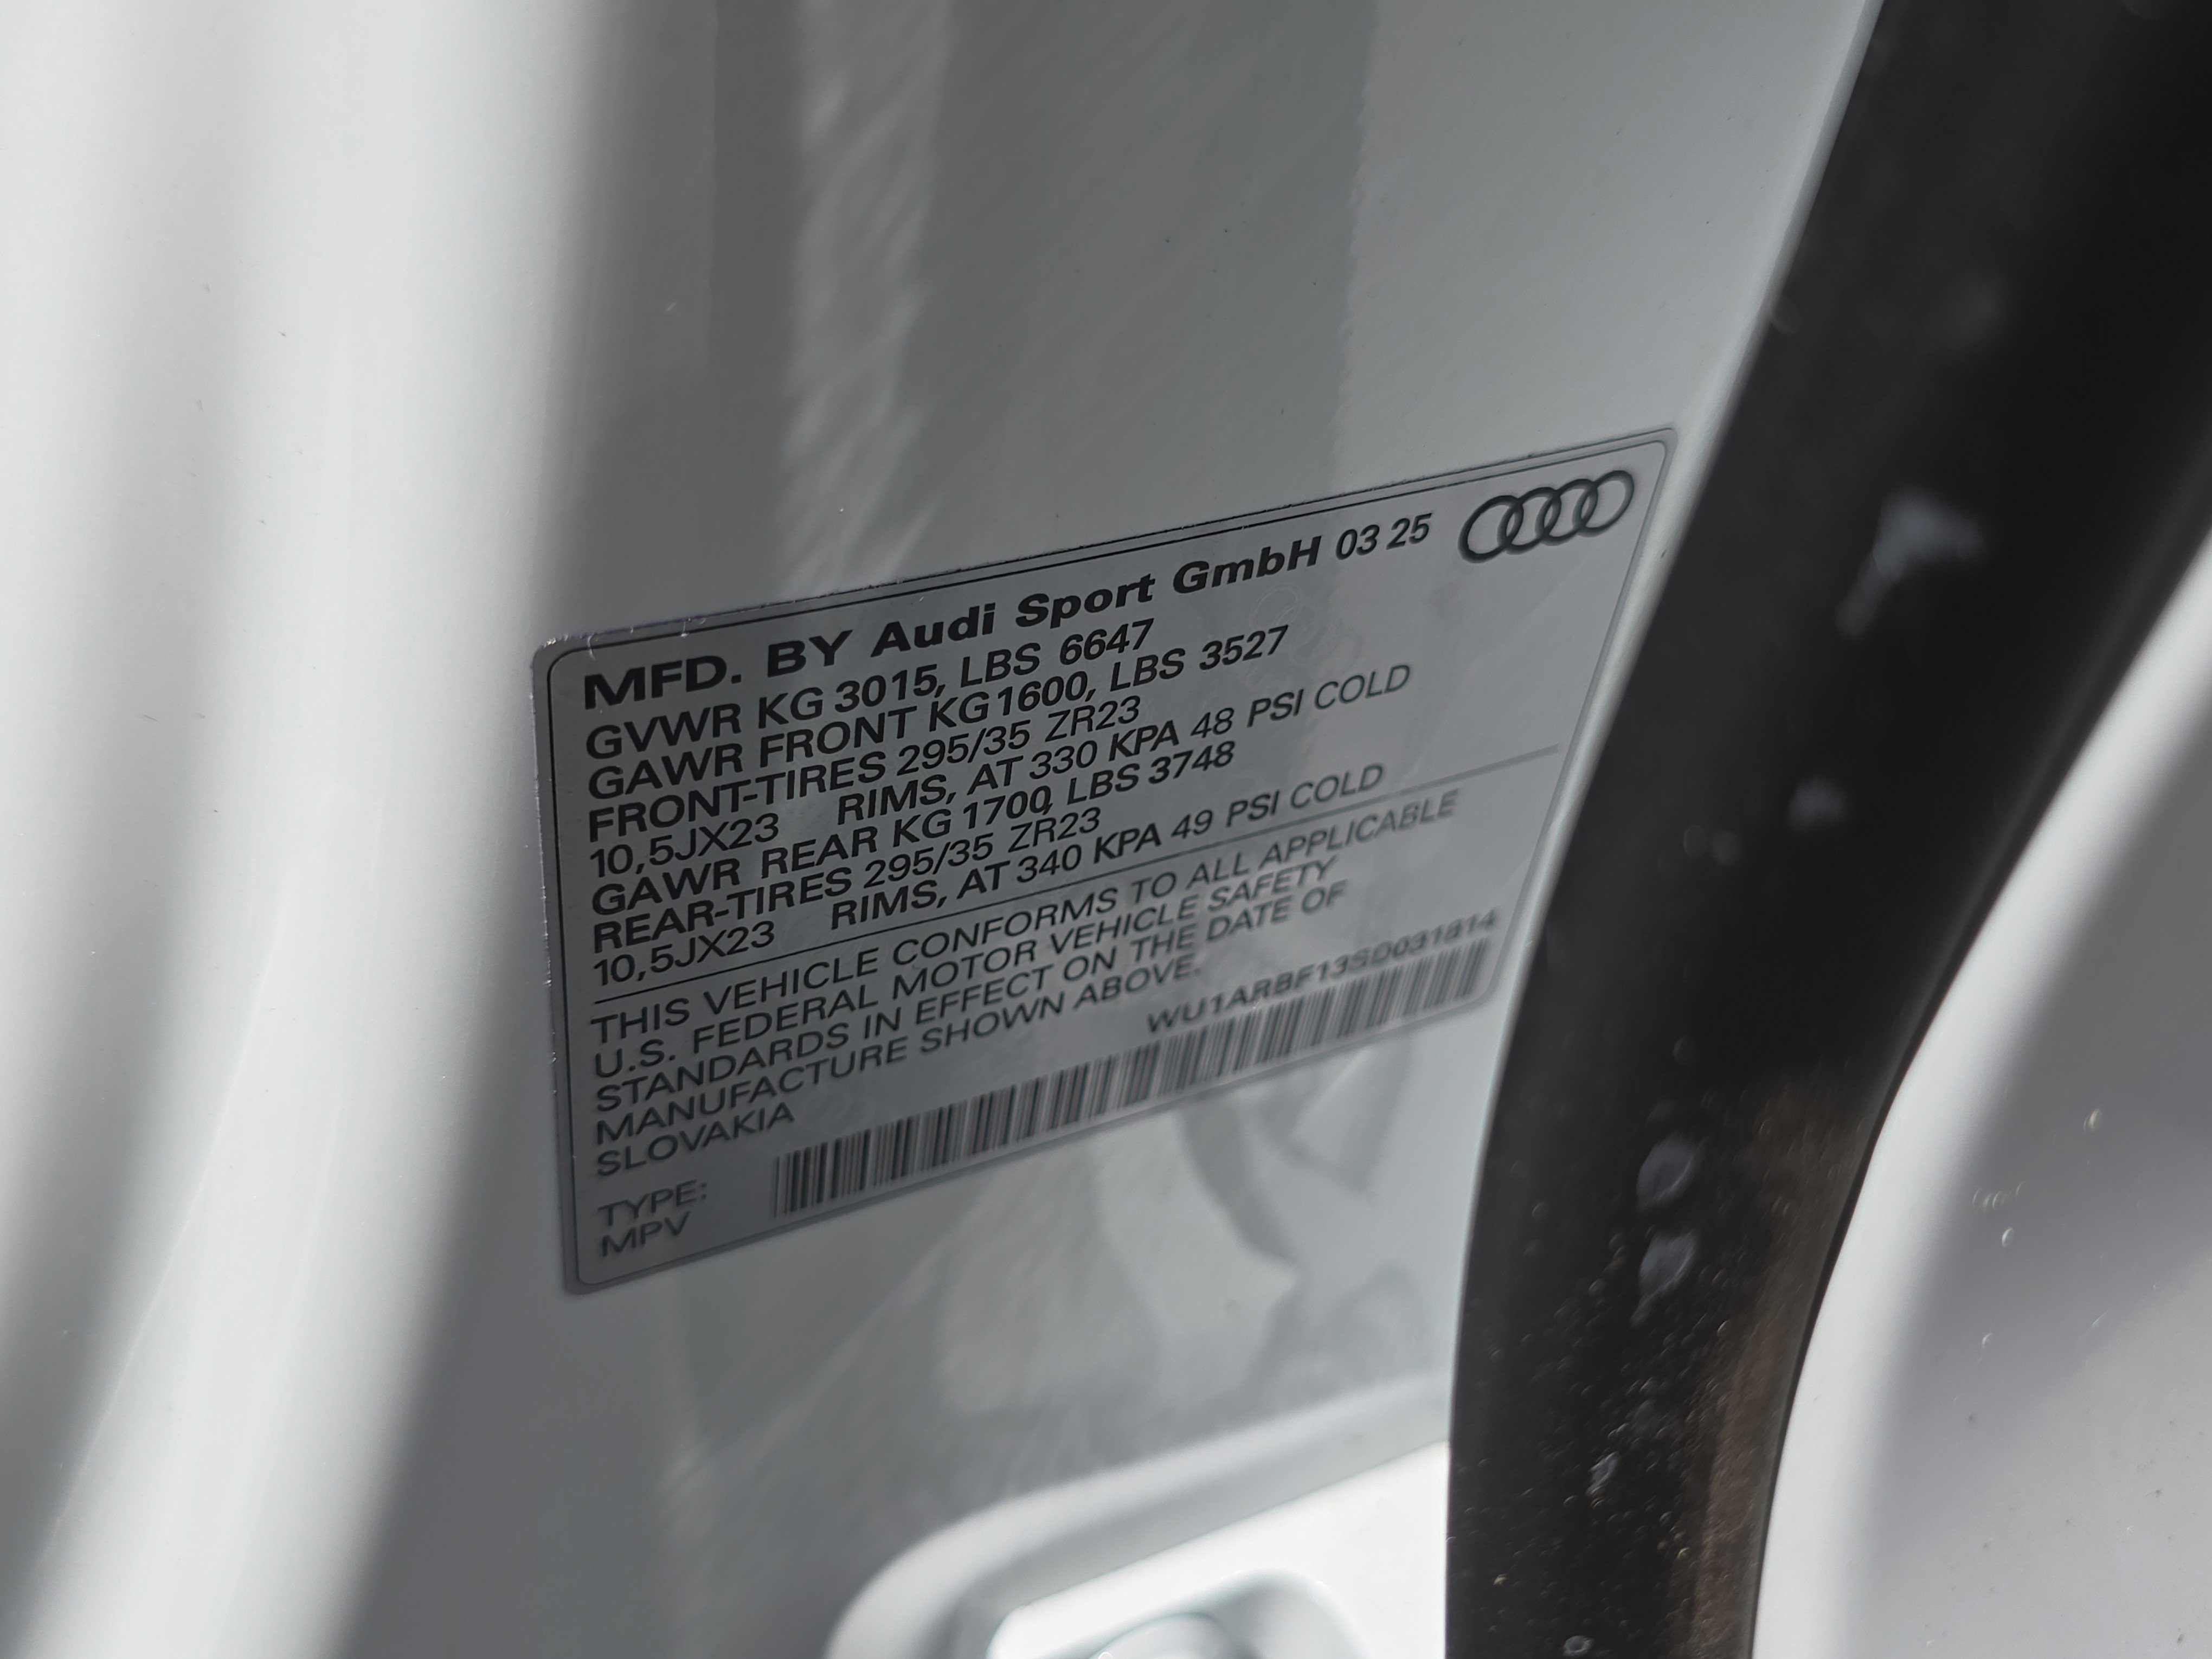 MFD. BY Audi Sport GmbH 03 25
GVWR KG 3015, LBS 6647
GAWR FRONT KG 1600, LBS 3527
FRONT-TIRES 295/35 ZR23
10,5JX23 RIMS, AT 330 KPA 48 PSI COLD
GAWR REAR KG 1700, LBS 3748
REAR-TIRES 295/35 ZR23
10,5JX23 RIMS, AT 340 KPA 49 PSI COLD
THIS VEHICLE CONFORMS TO ALL APPLICABLE
U.S. FEDERAL MOTOR VEHICLE SAFETY
STANDARDS IN EFFECT ON THE DATE OF
MANUFACTURE SHOWN ABOVE.
SLOVAKIA
WU1ARBF13SD031814
TYPE:
MPV